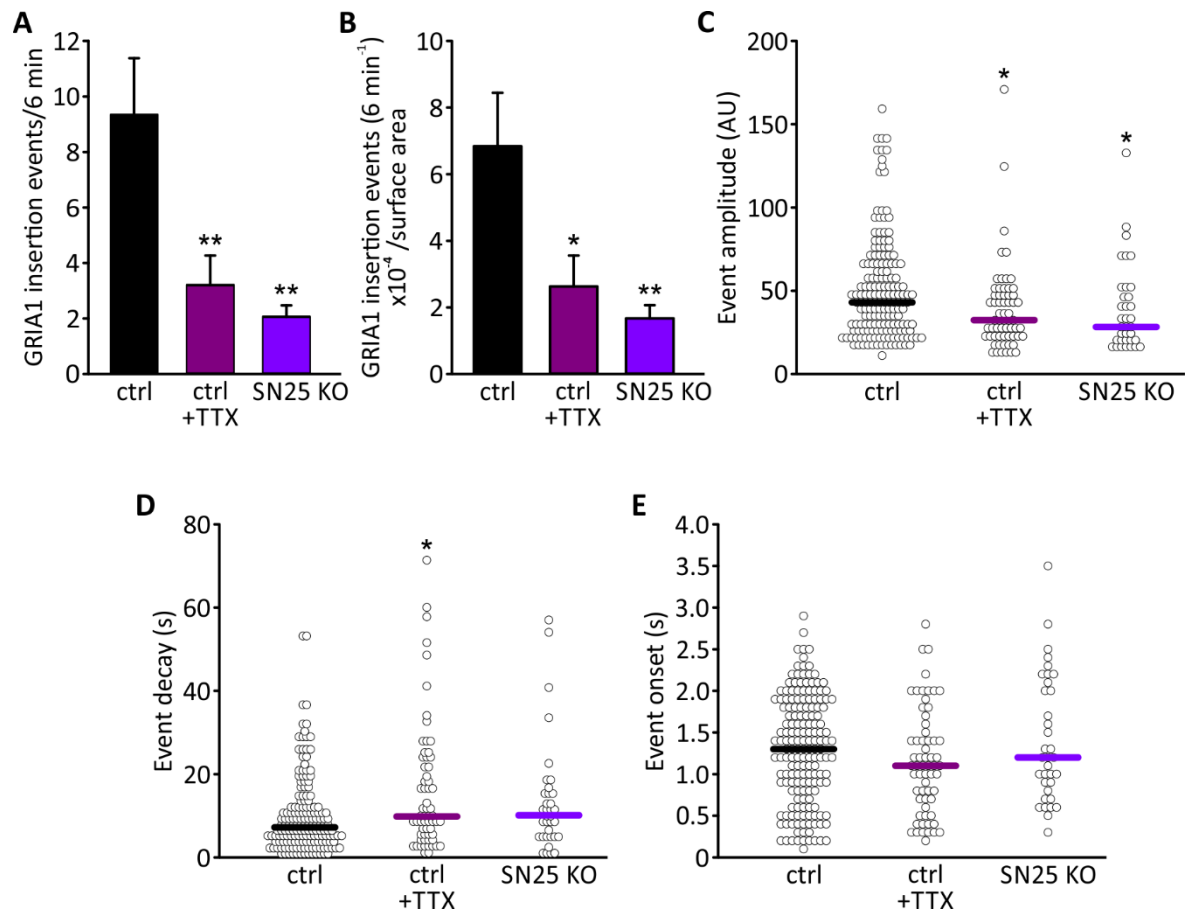 A
GRIA1 insertion events/6 min
12
10
8
6
4
2
0
**
**
ctrl
ctrl
+TTX
SN25 KO
B
GRIA1 insertion events (6 min⁻¹)
x10⁻⁴ /surface area
10
8
6
4
2
0
*
**
ctrl
ctrl
+TTX
SN25 KO
C
Event amplitude (AU)
200
150
100
50
0
*
*
ctrl
ctrl
+TTX
SN25 KO
D
Event decay (s)
80
60
40
20
0
*
ctrl
ctrl
+TTX
SN25 KO
E
Event onset (s)
4.0
3.5
3.0
2.5
2.0
1.5
1.0
0.5
0
ctrl
ctrl
+TTX
SN25 KO